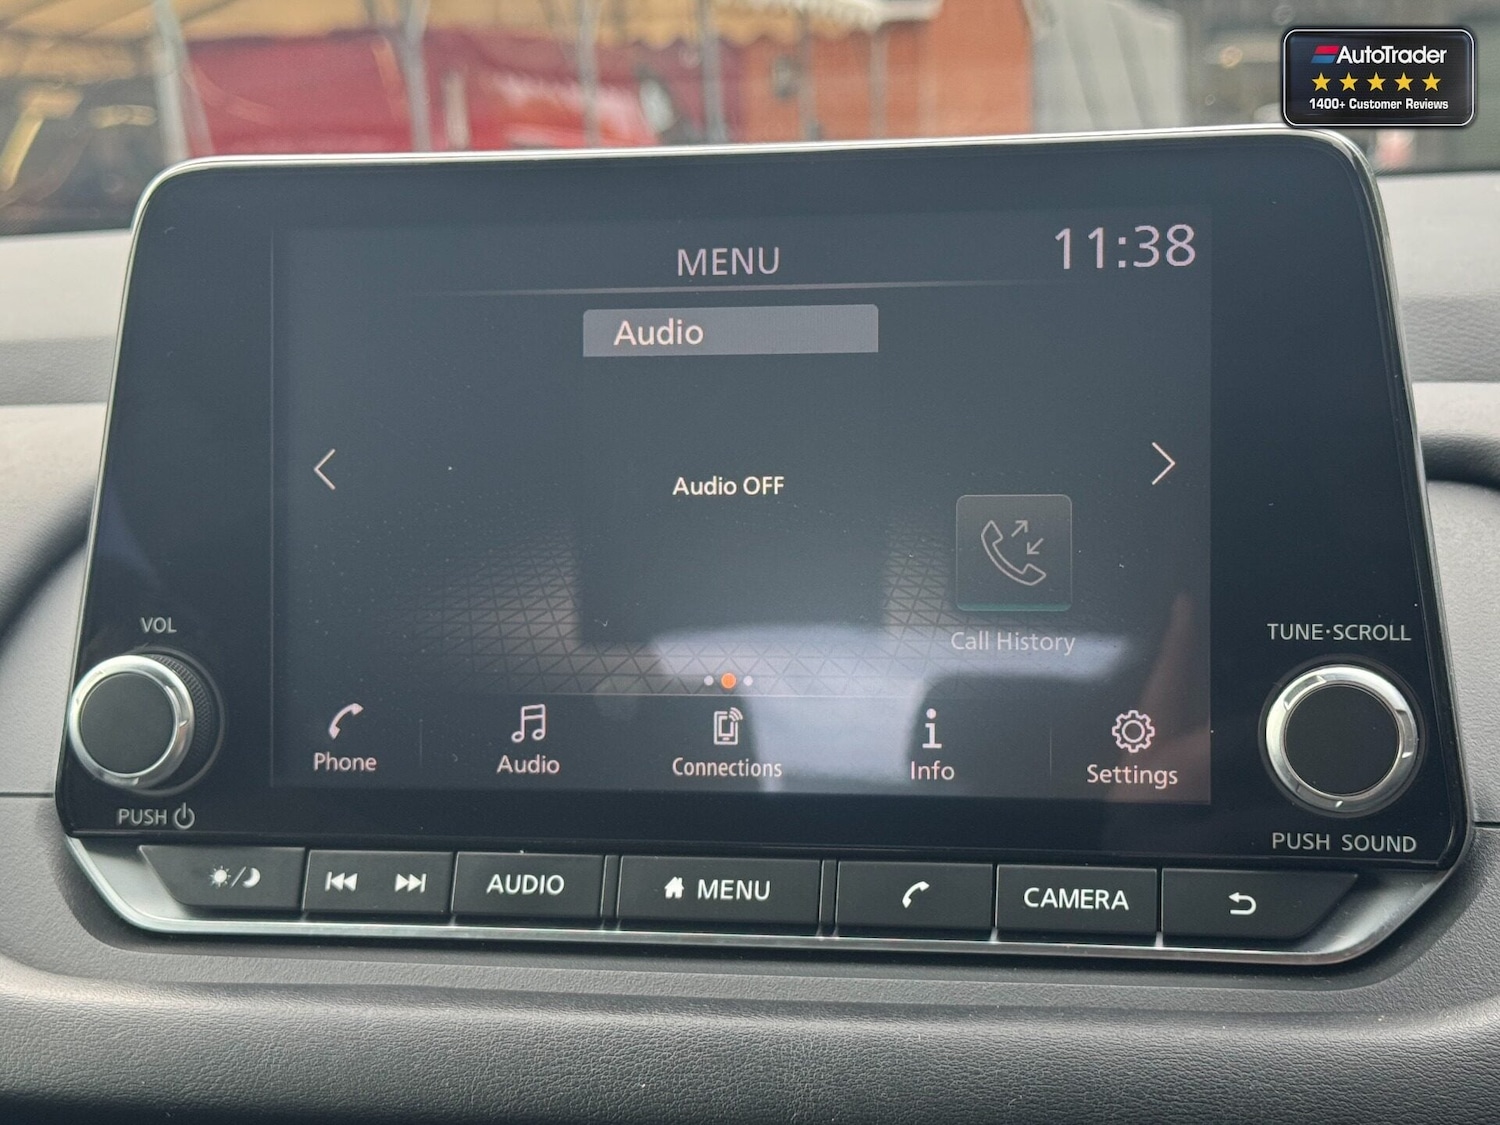 AutoTrader
1400+ Customer Reviews
MENU
11:38
Audio
Audio OFF
Call History
VOL
TUNE·SCROLL
Phone
Audio
Connections
Info
Settings
PUSH
PUSH SOUND
AUDIO
MENU
CAMERA